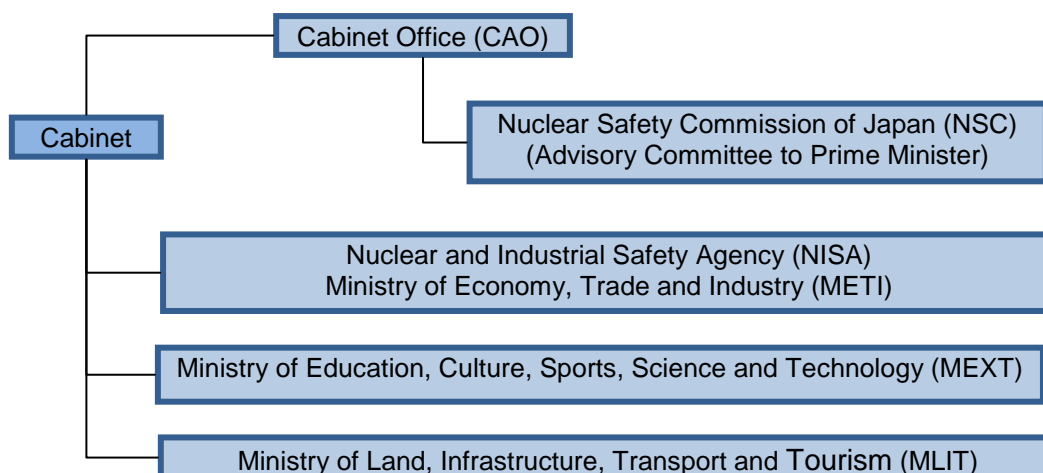 Cabinet Office (CAO)
Cabinet
Nuclear Safety Commission of Japan (NSC)
(Advisory Committee to Prime Minister)
Nuclear and Industrial Safety Agency (NISA)
Ministry of Economy, Trade and Industry (METI)
Ministry of Education, Culture, Sports, Science and Technology (MEXT)
Ministry of Land, Infrastructure, Transport and Tourism (MLIT)